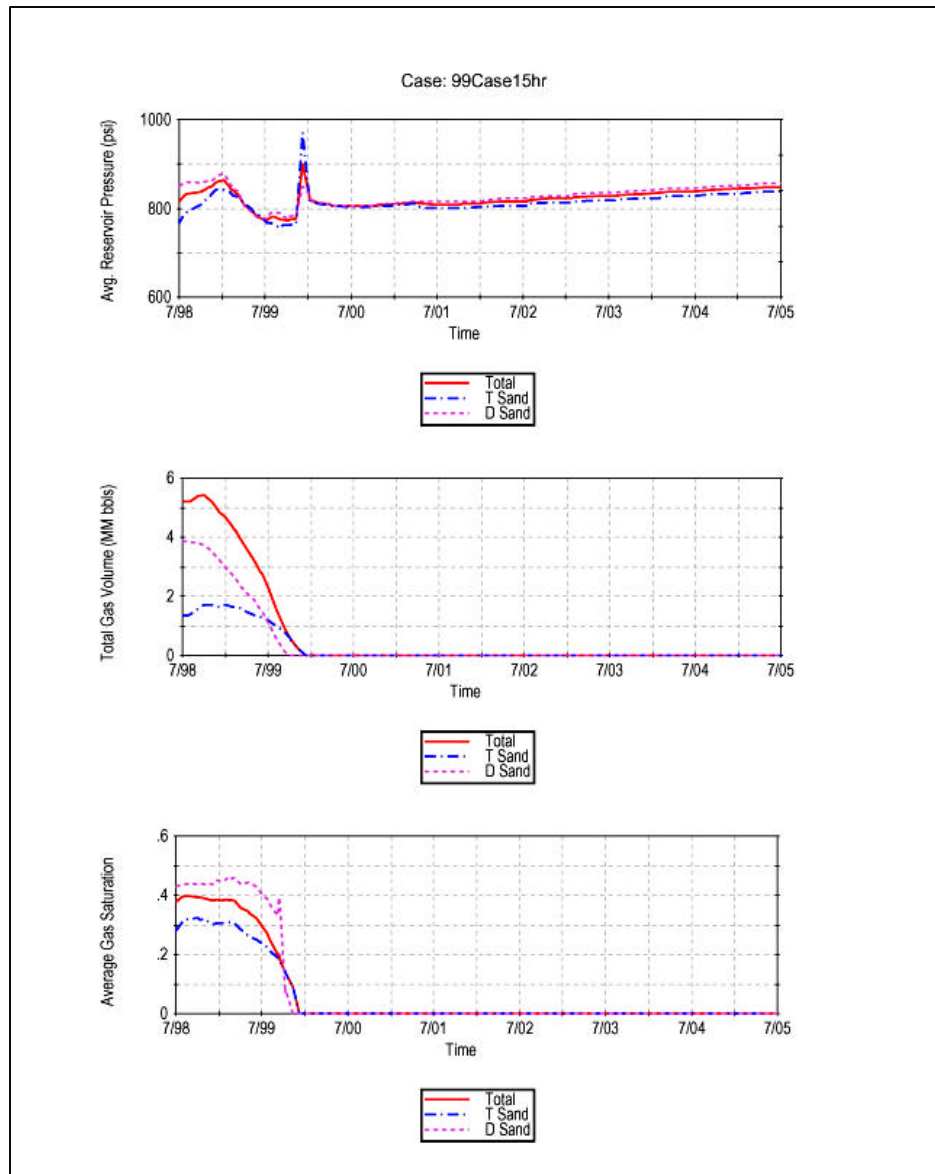 Case: 99Case15hr
Avg. Reservoir Pressure (psi)
1000
800
600
7/98 7/99 7/00 7/01 7/02 7/03 7/04 7/05
Time
Total
T Sand
D Sand
Total Gas Volume (MM bbls)
6
4
2
0
7/98 7/99 7/00 7/01 7/02 7/03 7/04 7/05
Time
Total
T Sand
D Sand
Average Gas Saturation
.6
.4
.2
0
7/98 7/99 7/00 7/01 7/02 7/03 7/04 7/05
Time
Total
T Sand
D Sand